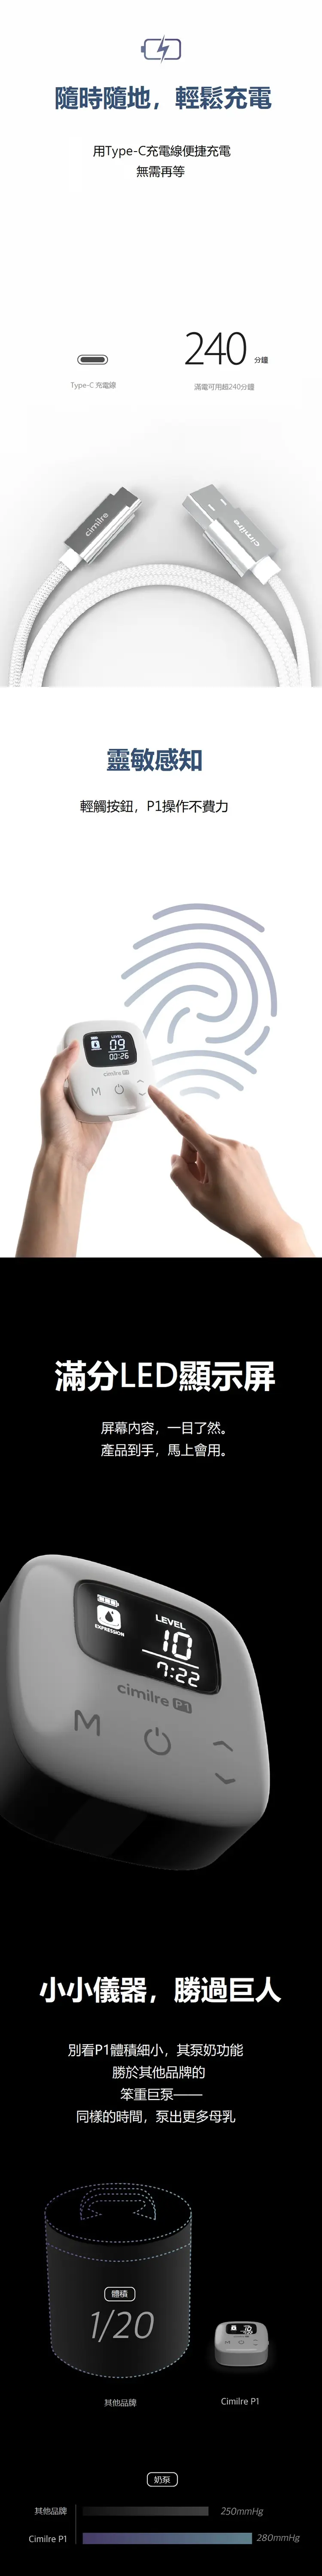 隨時隨地，輕鬆充電
用Type-C充電線便捷充電
無需再等
240 分鐘
Type-C 充電線
滿電可用超240分鐘
cimilre
cimilre
靈敏感知
輕觸按鈕，P1操作不費力
LEVEL
09
00:26
cimilre P1
M
滿分LED顯示屏
屏幕內容，一目了然。
產品到手，馬上會用。
LEVEL
EXPRESSION
10
7:22
cimilre P1
M
小小儀器，勝過巨人
別看P1體積細小，其泵奶功能
勝於其他品牌的
笨重巨泵——
同樣的時間，泵出更多母乳
體積
1/20
其他品牌
Cimilre P1
奶泵
其他品牌 250mmHg
Cimilre P1 280mmHg